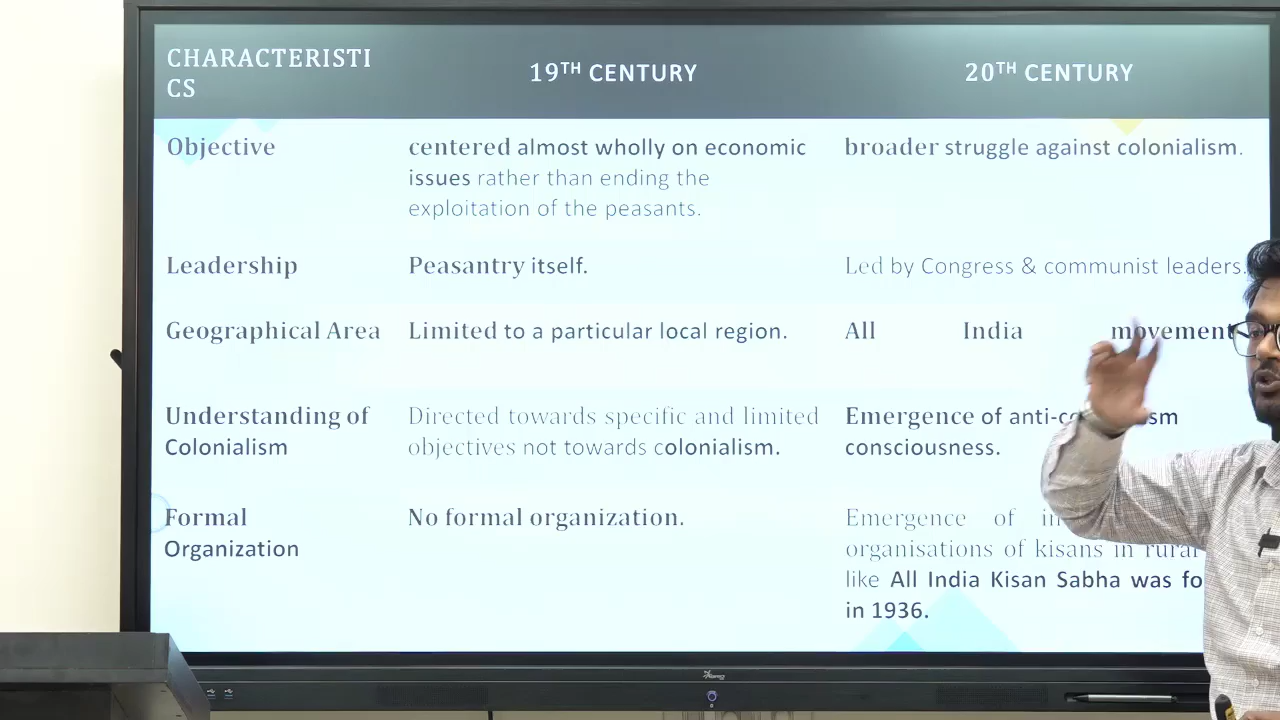 CHARACTERISTI
CS
19TH CENTURY
20TH CENTURY
Objective
centered almost wholly on economic
issues rather than ending the
exploitation of the peasants.
broader struggle against colonialism.
Leadership
Peasantry itself.
Led by Congress & communist leaders.
Geographical Area
Limited to a particular local region.
All India movement
Understanding of
Colonialism
Directed towards specific and limited
objectives not towards colonialism.
Emergence of
consciousness.
Formal
Organization
No formal organization.
Emergence of
organisations of kisans in rural
like All India Kisan Sabha was
in 1936.